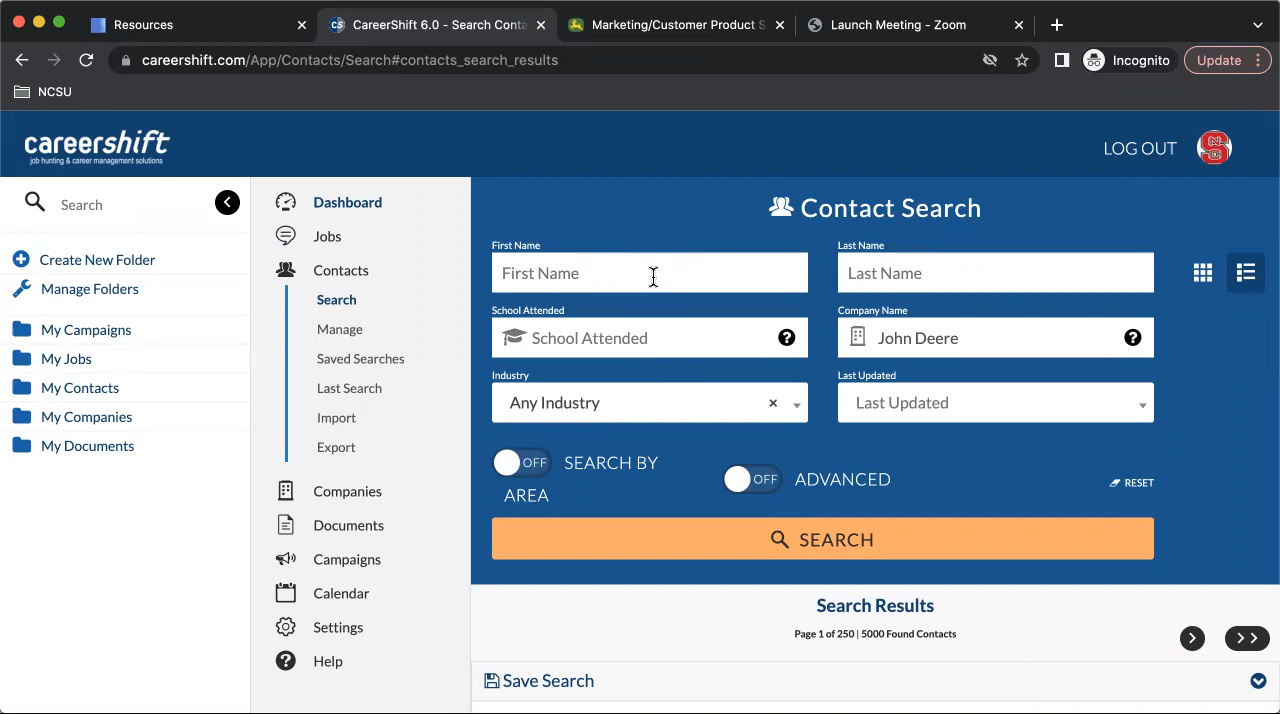 Resources
CareerShift 6.0 - Search Conta
Marketing/Customer Product S
Launch Meeting - Zoom
careershift.com/App/Contacts/Search#contacts_search_results
Incognito
Update
NCSU
careershift
job hunting & career management solutions
LOG OUT
Search
Create New Folder
Manage Folders
My Campaigns
My Jobs
My Contacts
My Companies
My Documents
Dashboard
Jobs
Contacts
Search
Manage
Saved Searches
Last Search
Import
Export
Companies
Documents
Campaigns
Calendar
Settings
Help
Contact Search
First Name
Last Name
First Name
Last Name
School Attended
Company Name
School Attended
John Deere
Industry
Last Updated
Any Industry
Last Updated
OFF SEARCH BY AREA
OFF ADVANCED
RESET
SEARCH
Search Results
Page 1 of 250 | 5000 Found Contacts
Save Search